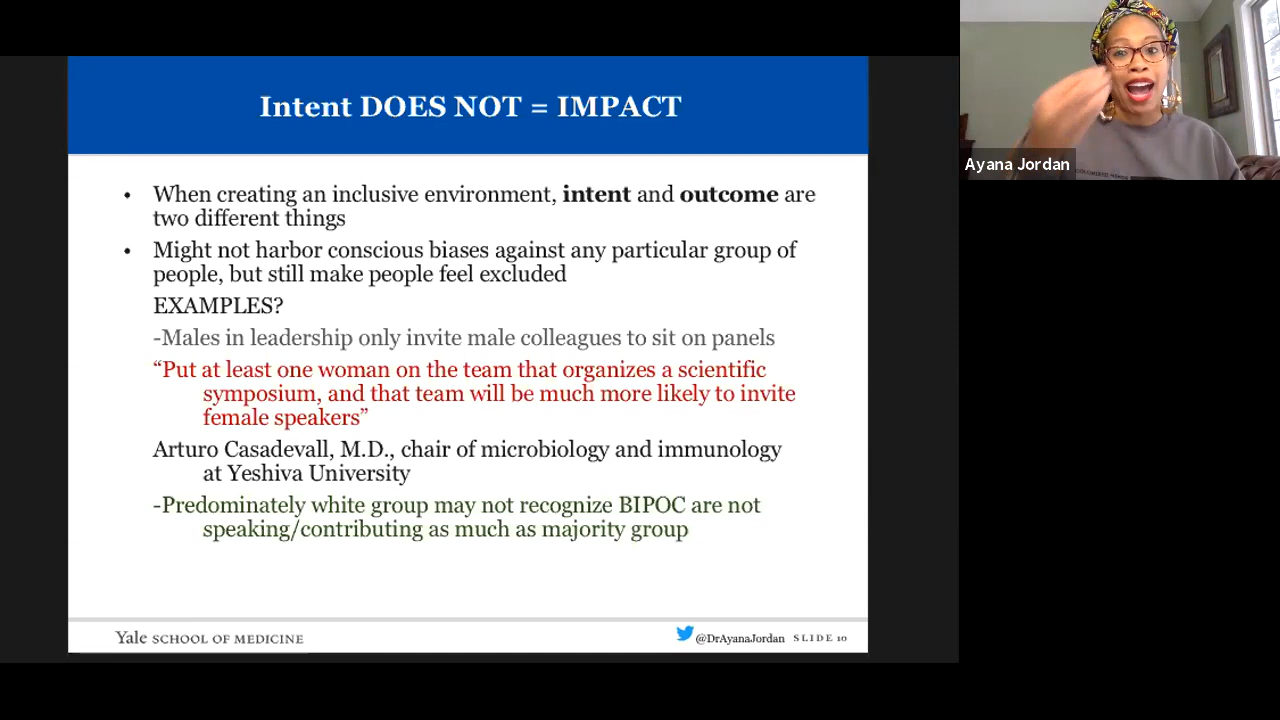 Intent DOES NOT = IMPACT
• When creating an inclusive environment, intent and outcome are
two different things
• Might not harbor conscious biases against any particular group of
people, but still make people feel excluded
EXAMPLES?
-Males in leadership only invite male colleagues to sit on panels
“Put at least one woman on the team that organizes a scientific
symposium, and that team will be much more likely to invite
female speakers”
Arturo Casadevall, M.D., chair of microbiology and immunology
at Yeshiva University
-Predominately white group may not recognize BIPOC are not
speaking/contributing as much as majority group
Yale SCHOOL OF MEDICINE
@DrAyanaJordan SLIDE 10
Ayana Jordan